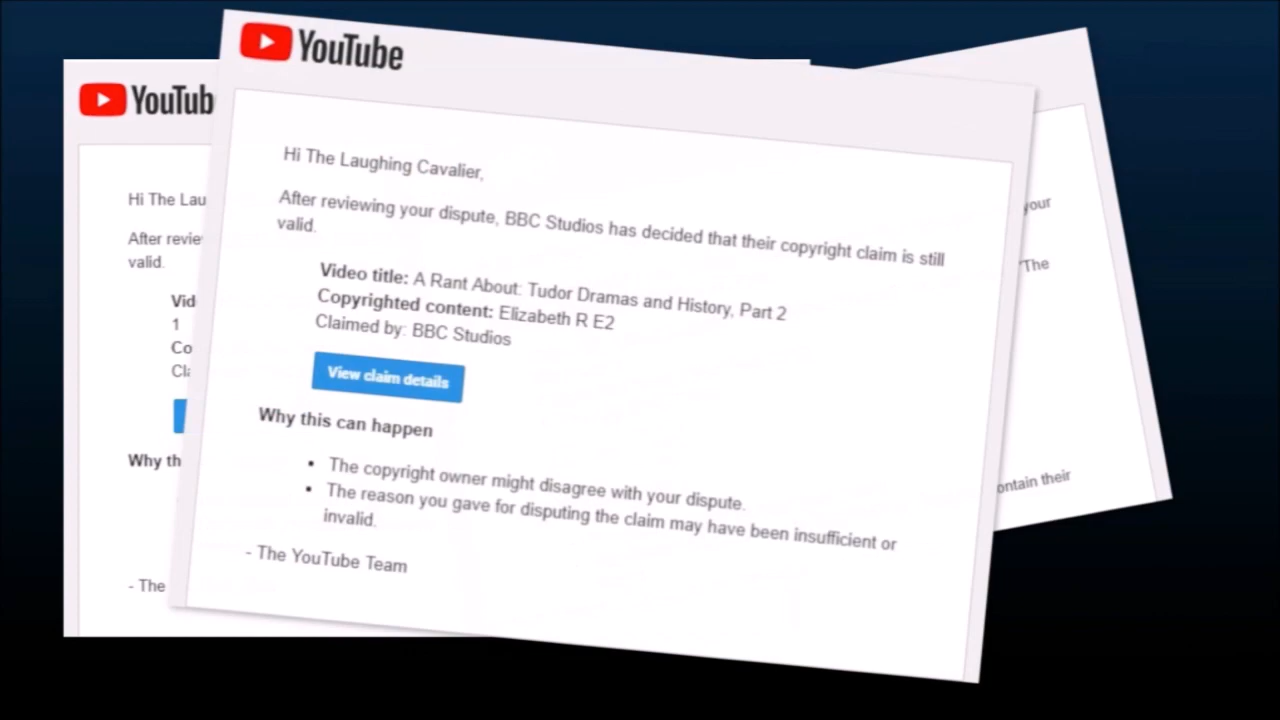 YouTube
Hi The Laughing Cavalier,
After reviewing your dispute, BBC Studios has decided that their copyright claim is still
valid.
Video title: A Rant About: Tudor Dramas and History, Part 2
Copyrighted content: Elizabeth R E2
Claimed by: BBC Studios
View claim details
Why this can happen
• The copyright owner might disagree with your dispute.
• The reason you gave for disputing the claim may have been insufficient or
invalid.
- The YouTube Team
YouTub
Hi The Lau
After revie
valid.
Vid
1
Co
Cla
Why th
- The
your
"The
ontain their